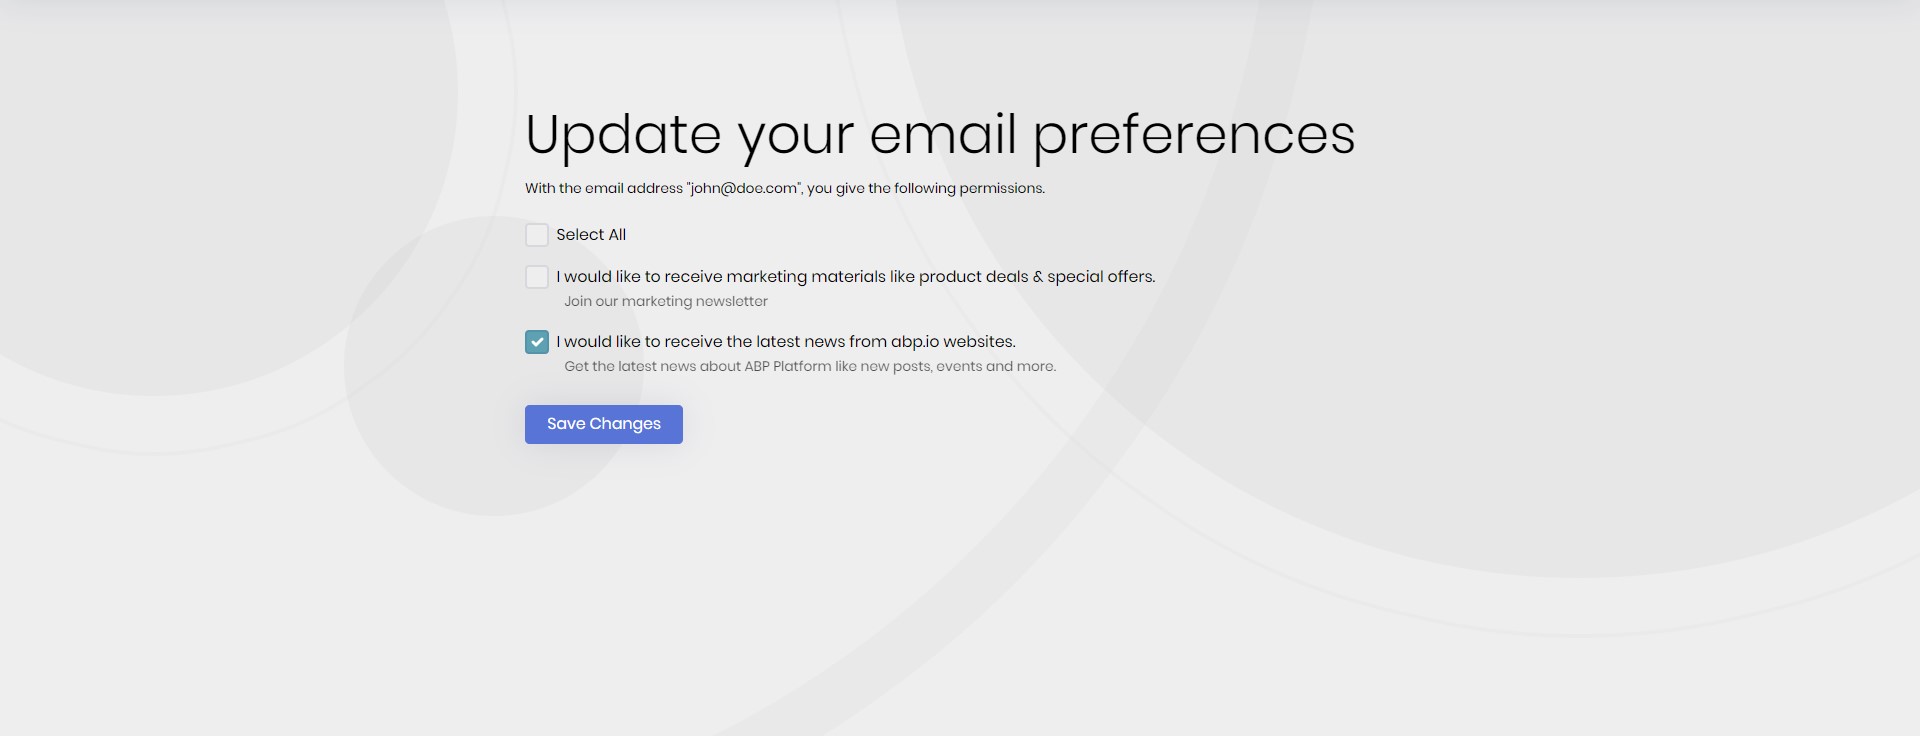 Update your email preferences
With the email address "john@doe.com", you give the following permissions.
Select All
I would like to receive marketing materials like product deals & special offers.
Join our marketing newsletter
I would like to receive the latest news from abp.io websites.
Get the latest news about ABP Platform like new posts, events and more.
Save Changes